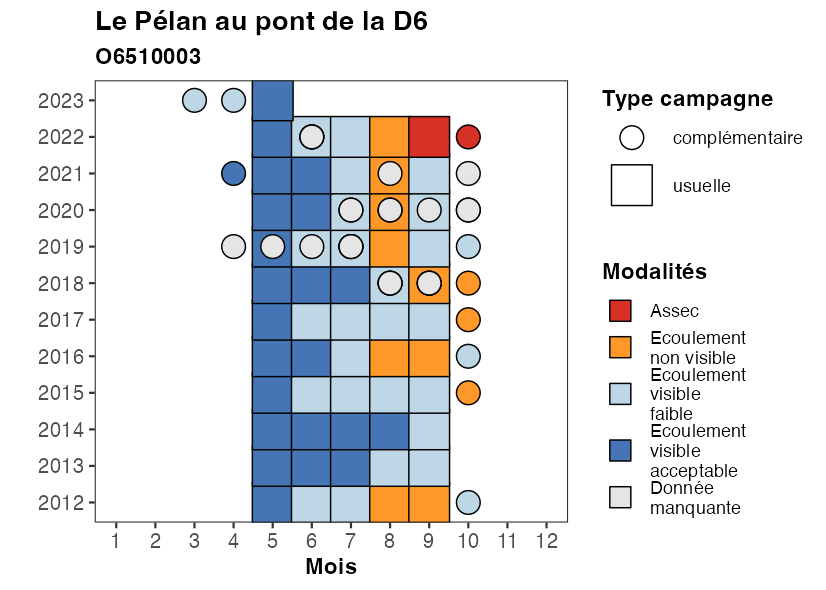 Le Pélan au pont de la D6
O6510003
2023
2022
2021
2020
2019
2018
2017
2016
2015
2014
2013
2012
1 2 3 4 5 6 7 8 9 10 11 12
Mois
Type campagne
complémentaire
usuelle
Modalités
Assec
Ecoulement
non visible
Ecoulement
visible
faible
Ecoulement
visible
acceptable
Donnée
manquante